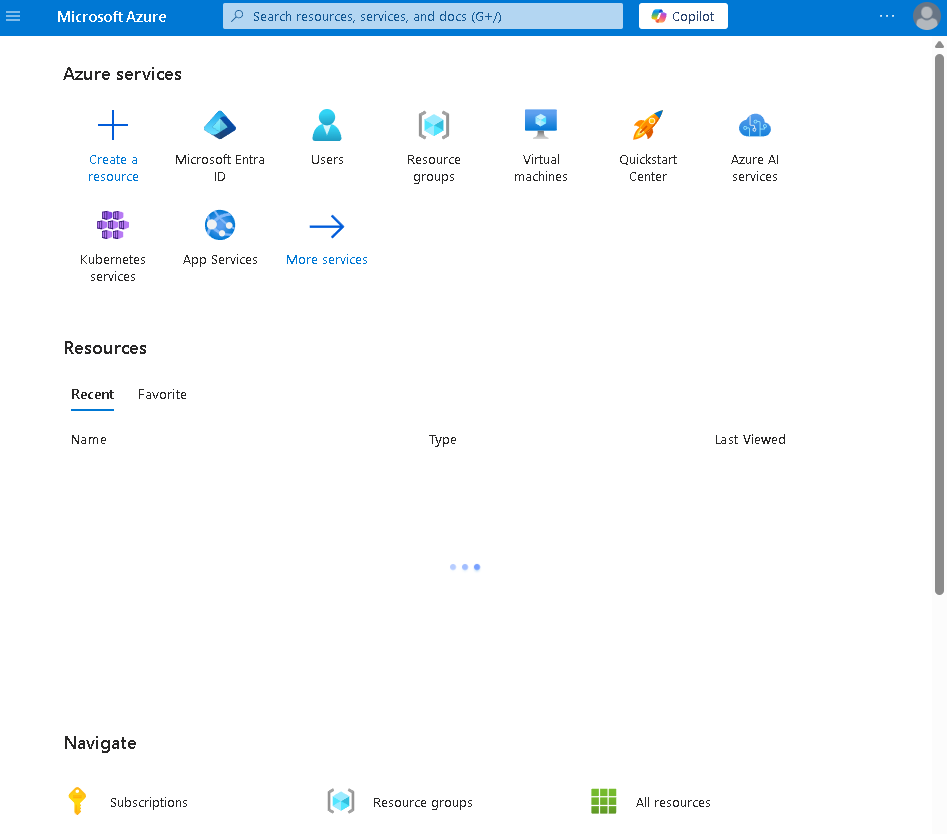 Microsoft Azure
Search resources, services, and docs (G+/)
Copilot
Azure services
Create a
resource
Microsoft Entra
ID
Users
Resource
groups
Virtual
machines
Quickstart
Center
Azure AI
services
Kubernetes
services
App Services
More services
Resources
Recent
Favorite
Name
Type
Last Viewed
Navigate
Subscriptions
Resource groups
All resources